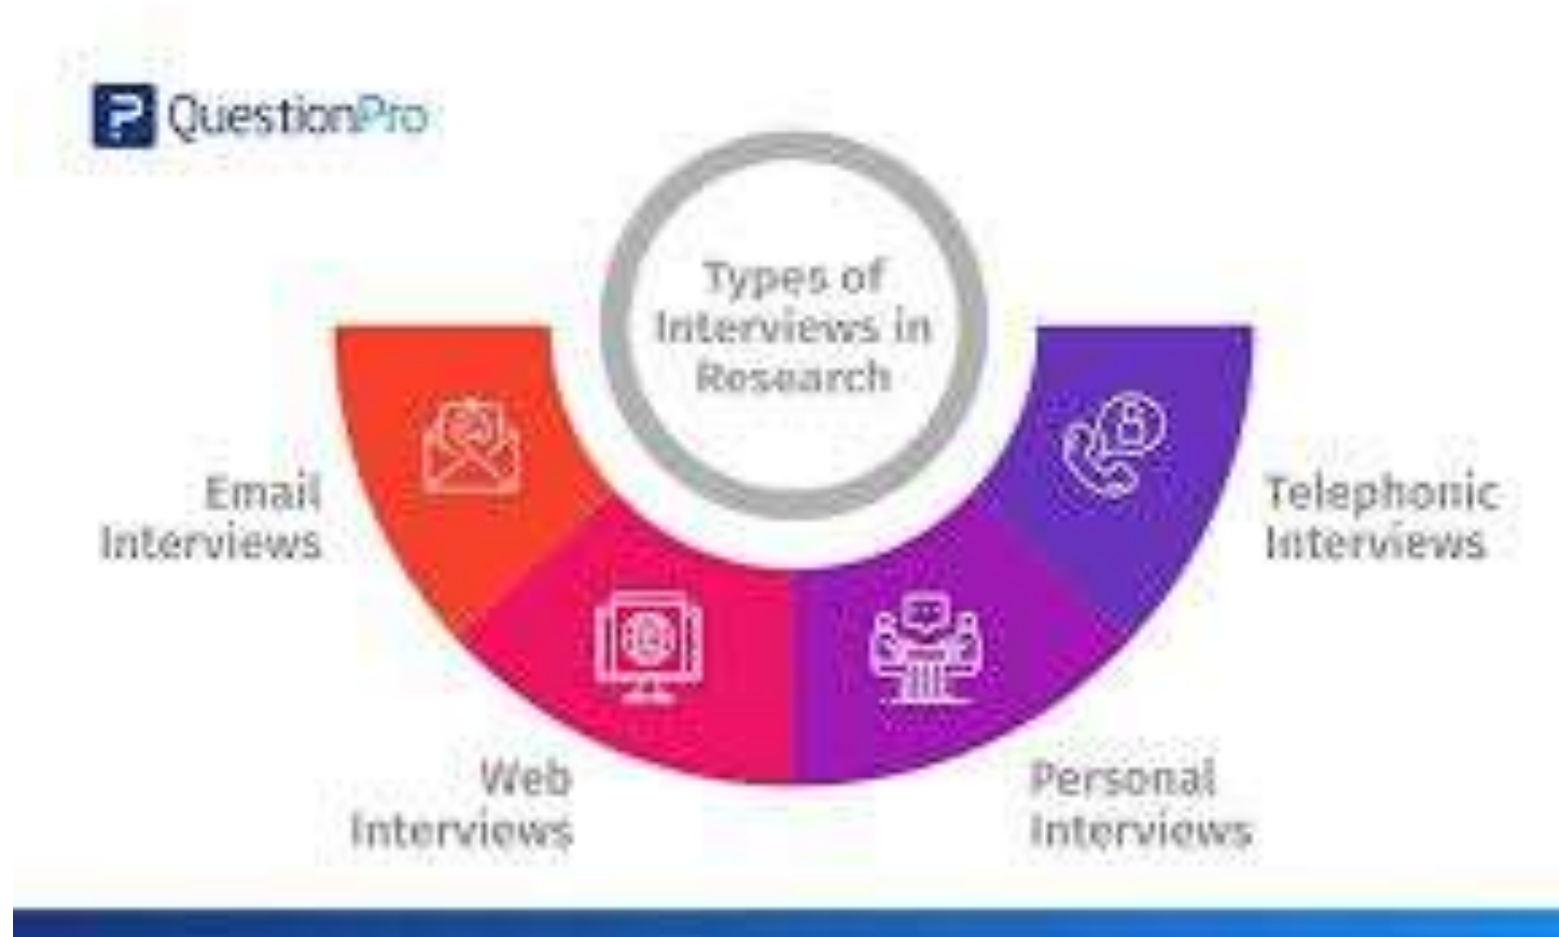 QuestionPro
Types of
Interviews in
Research
Email
Interviews
Web
Interviews
Personal
Interviews
Telephonic
Interviews